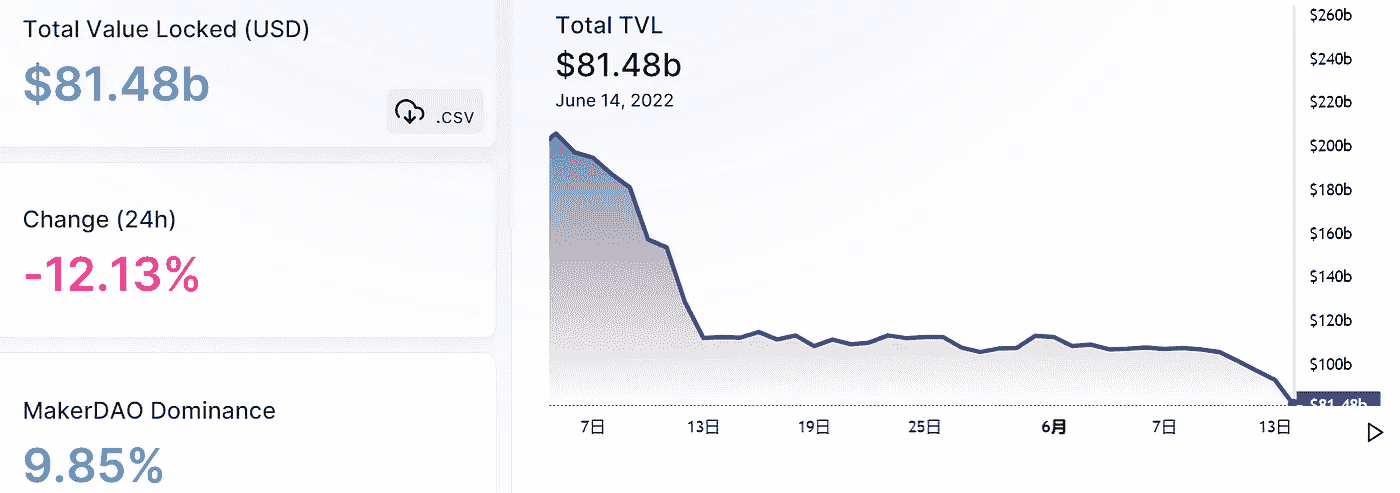 Total Value Locked (USD)
$81.48b
.CSV
Change (24h)
-12.13%
MakerDAO Dominance
9.85%
Total TVL
$81.48b
June 14, 2022
$260b
$240b
$220b
$200b
$180b
$160b
$140b
$120b
$100b
$81.48b
7日 13日 19日 25日 6月 7日 13日